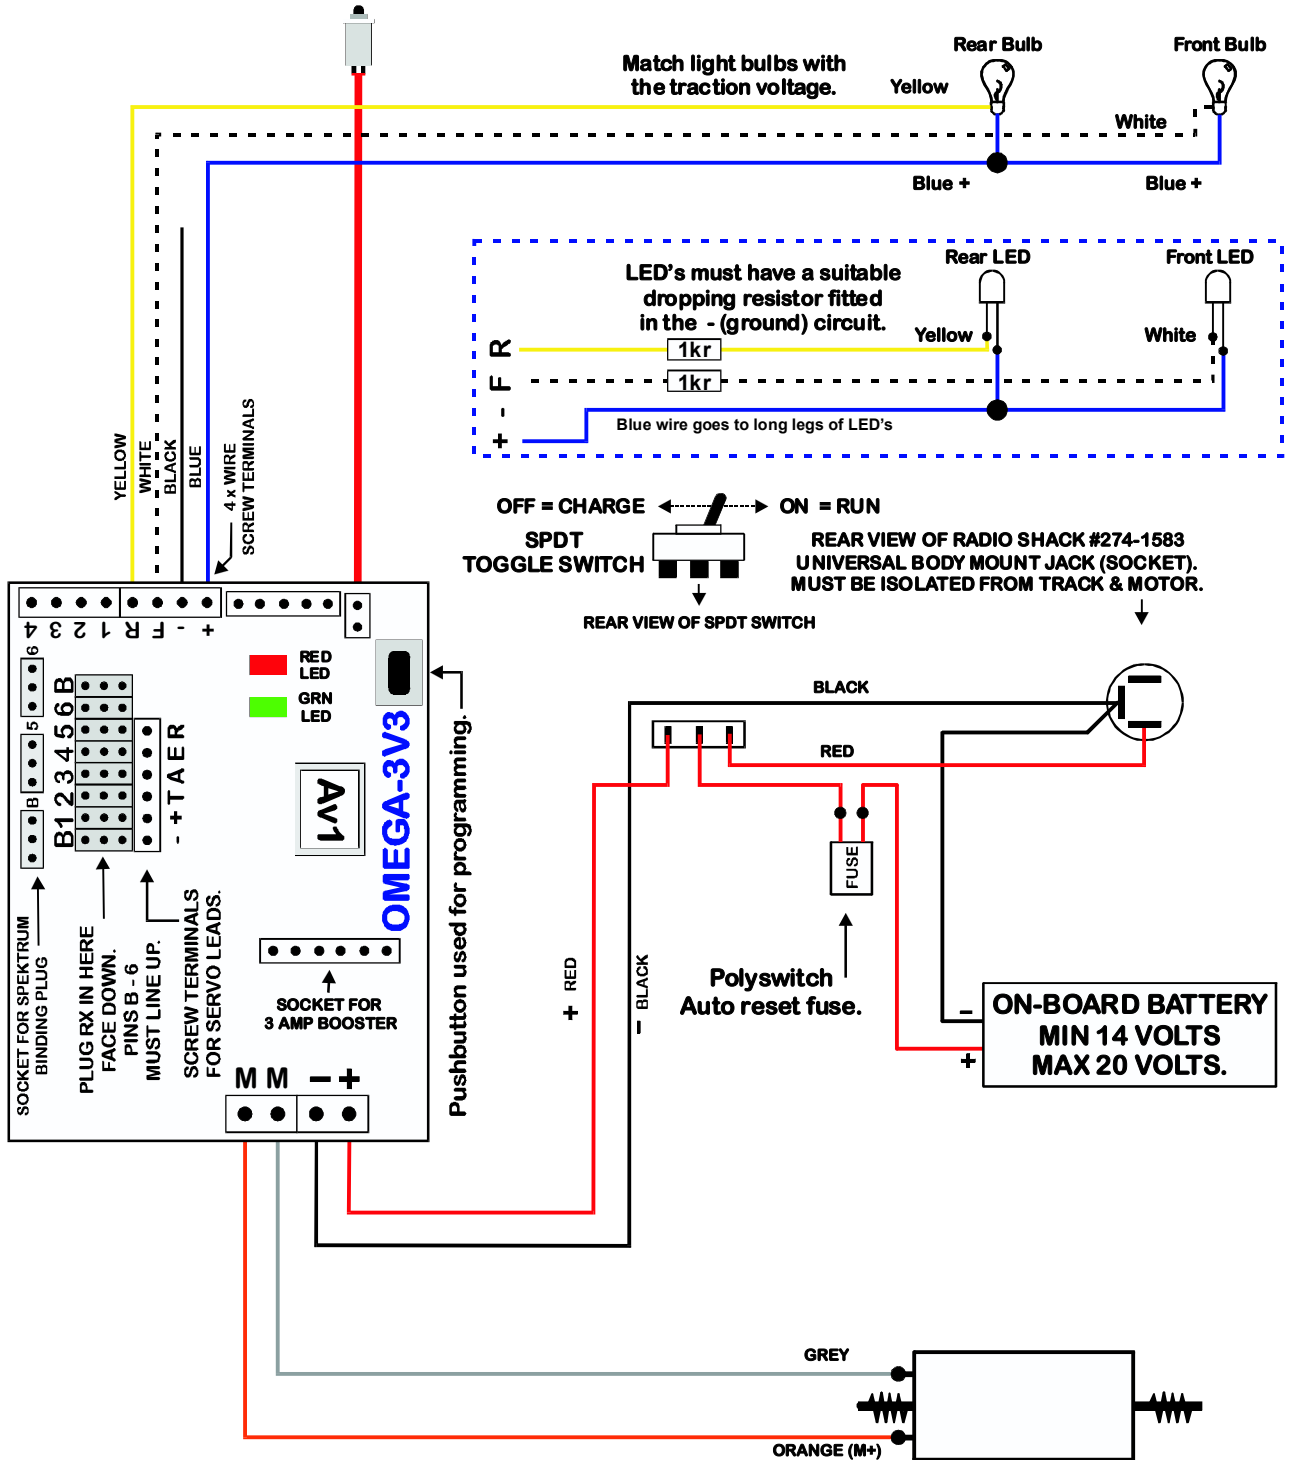 Rear Bulb
Front Bulb
Match light bulbs with
the traction voltage.
Yellow
White
Blue +
Blue +
Rear LED
Front LED
LED's must have a suitable
dropping resistor fitted
in the - (ground) circuit.
Yellow
White
R
1kr
F
1kr
-
+
Blue wire goes to long legs of LED's
YELLOW
WHITE
BLACK
BLUE
4 x WIRE
SCREW TERMINALS
OFF = CHARGE
ON = RUN
SPDT
TOGGLE SWITCH
REAR VIEW OF SPDT SWITCH
REAR VIEW OF RADIO SHACK #274-1583
UNIVERSAL BODY MOUNT JACK (SOCKET).
MUST BE ISOLATED FROM TRACK & MOTOR.
4 3 2 1 R F - +
6
5
B
B 6 5 4 3 2 1 B
- + T A E R
RED
LED
GRN
LED
Av1
OMEGA-3V3
Pushbutton used for programming.
SOCKET FOR SPEKTRUM
BINDING PLUG
PLUG RX IN HERE
FACE DOWN.
PINS B - 6
MUST LINE UP.
SCREW TERMINALS
FOR SERVO LEADS.
SOCKET FOR
3 AMP BOOSTER
M M - +
BLACK
RED
FUSE
+ RED
- BLACK
Polyswitch
Auto reset fuse.
-
+
ON-BOARD BATTERY
MIN 14 VOLTS
MAX 20 VOLTS.
GREY
ORANGE (M+)